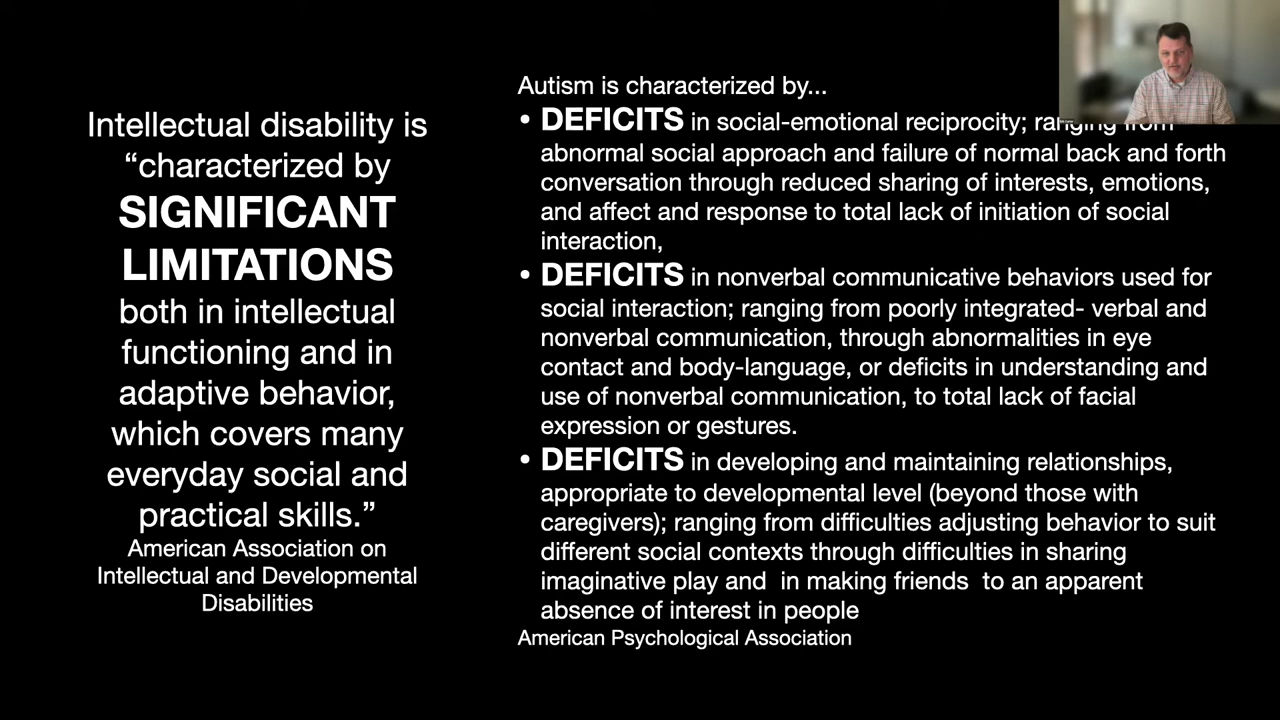 Intellectual disability is
“characterized by
SIGNIFICANT
LIMITATIONS
both in intellectual
functioning and in
adaptive behavior,
which covers many
everyday social and
practical skills.”
American Association on
Intellectual and Developmental
Disabilities
Autism is characterized by...
• DEFICITS in social-emotional reciprocity; ranging from
abnormal social approach and failure of normal back and forth
conversation through reduced sharing of interests, emotions,
and affect and response to total lack of initiation of social
interaction,
• DEFICITS in nonverbal communicative behaviors used for
social interaction; ranging from poorly integrated- verbal and
nonverbal communication, through abnormalities in eye
contact and body-language, or deficits in understanding and
use of nonverbal communication, to total lack of facial
expression or gestures.
• DEFICITS in developing and maintaining relationships,
appropriate to developmental level (beyond those with
caregivers); ranging from difficulties adjusting behavior to suit
different social contexts through difficulties in sharing
imaginative play and  in making friends  to an apparent
absence of interest in people
American Psychological Association